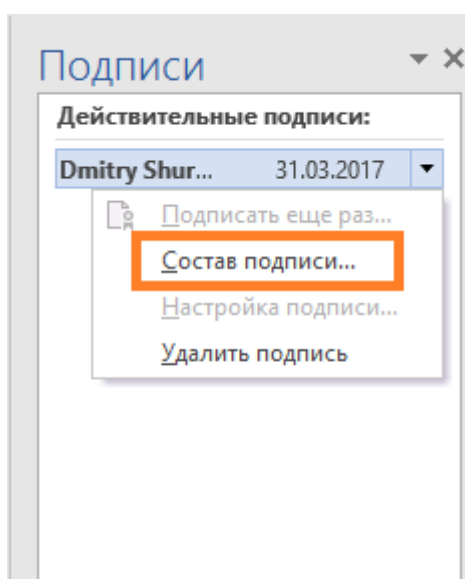 Подписи
Действительные подписи:
Dmitry Shur... 31.03.2017
Подписать еще раз...
Состав подписи...
Настройка подписи...
Удалить подпись